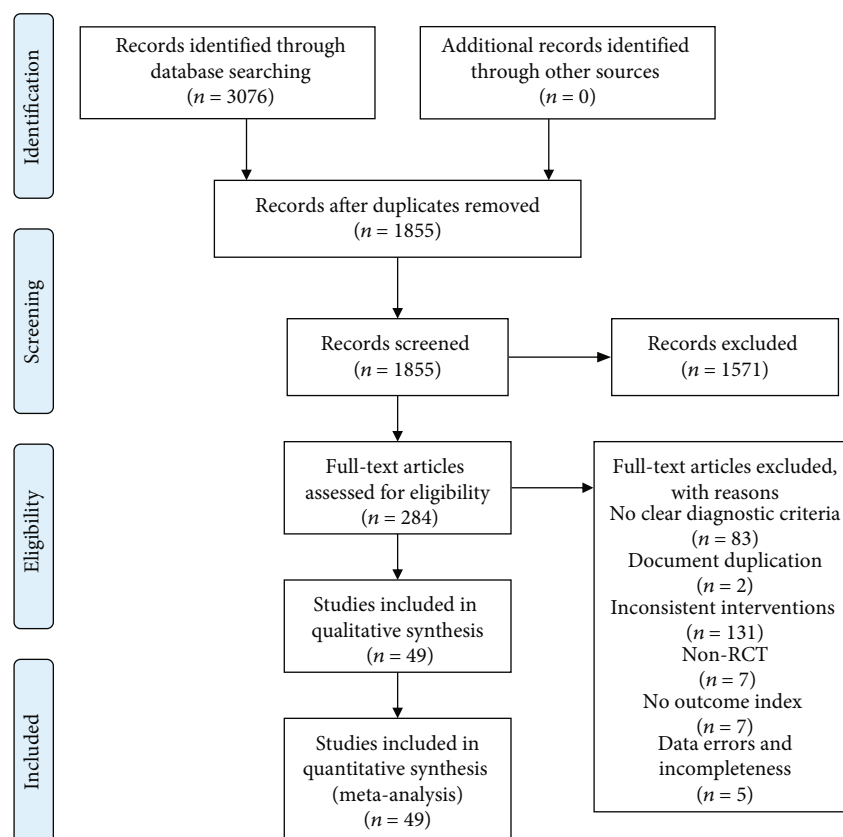 Identification
Records identified through
database searching
(n = 3076)
Additional records identified
through other sources
(n = 0)
Records after duplicates removed
(n = 1855)
Screening
Records screened
(n = 1855)
Records excluded
(n = 1571)
Eligibility
Full-text articles
assessed for eligibility
(n = 284)
Full-text articles excluded,
with reasons
No clear diagnostic criteria
(n = 83)
Document duplication
(n = 2)
Inconsistent interventions
(n = 131)
Non-RCT
(n = 7)
No outcome index
(n = 7)
Data errors and
incompleteness
(n = 5)
Studies included in
qualitative synthesis
(n = 49)
Included
Studies included in
quantitative synthesis
(meta-analysis)
(n = 49)